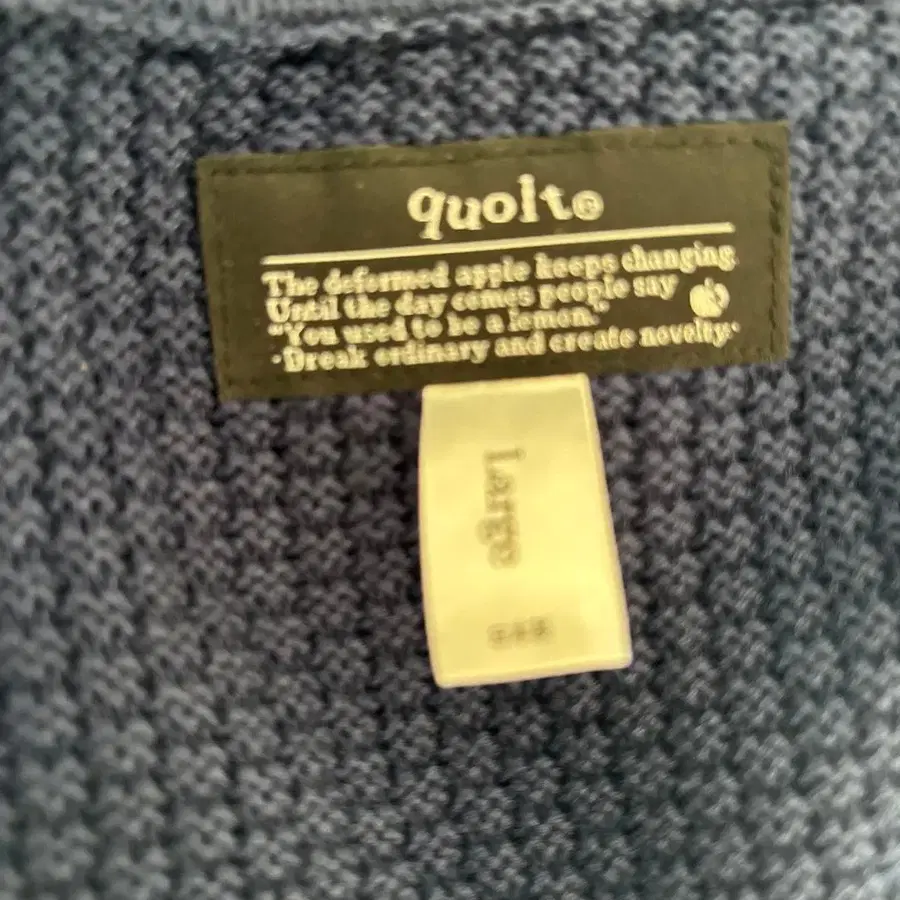 quolt©
The deformed apple keeps changing.
Until the day comes people say
"You used to be a lemon."
·Break ordinary and create novelty·
Large